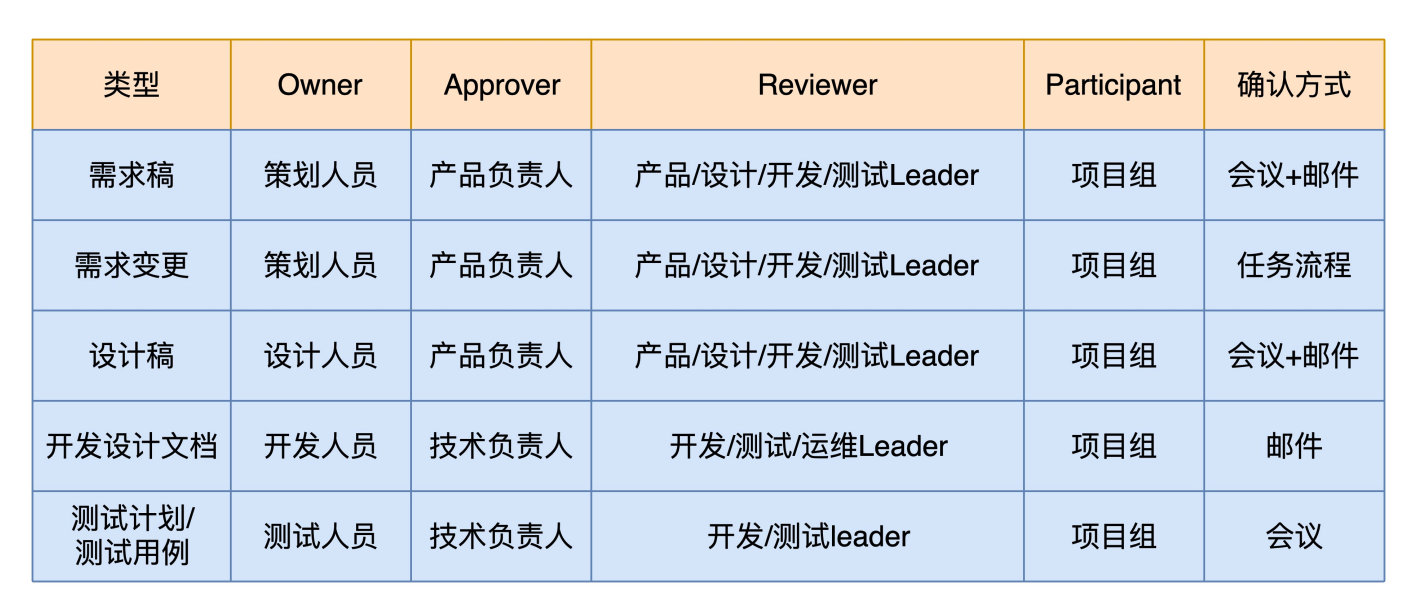 类型 Owner Approver Reviewer Participant 确认方式
需求稿 策划人员 产品负责人 产品/设计/开发/测试Leader 项目组 会议+邮件
需求变更 策划人员 产品负责人 产品/设计/开发/测试Leader 项目组 任务流程
设计稿 设计人员 产品负责人 产品/设计/开发/测试Leader 项目组 会议+邮件
开发设计文档 开发人员 技术负责人 开发/测试/运维Leader 项目组 邮件
测试计划/
测试用例 测试人员 技术负责人 开发/测试leader 项目组 会议